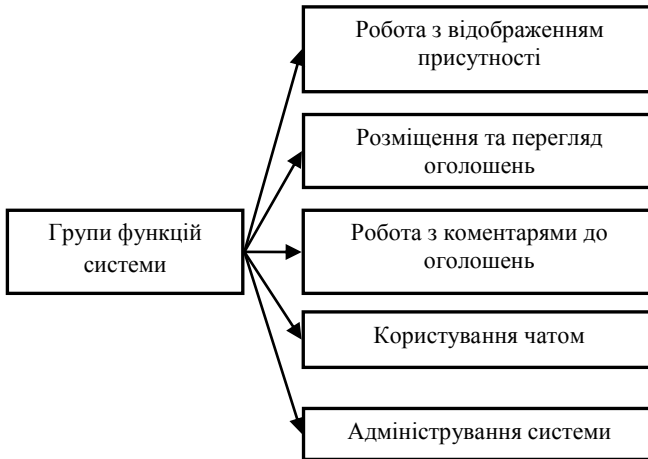 Робота з відображенням
присутності
Розміщення та перегляд
оголошень
Групи функцій
системи
Робота з коментарями до
оголошень
Користування чатом
Адміністрування системи